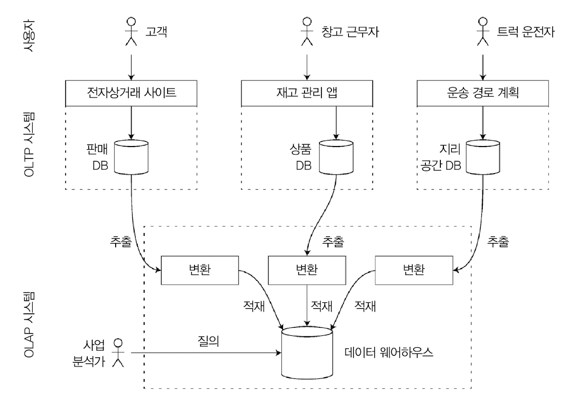 사용자
고객
창고 근무자
트럭 운전자
OLTP 시스템
전자상거래 사이트
재고 관리 앱
운송 경로 계획
판매
DB
상품
DB
지리
공간 DB
OLAP 시스템
추출
추출
추출
변환
변환
변환
적재
적재
적재
사업
분석가
질의
데이터 웨어하우스